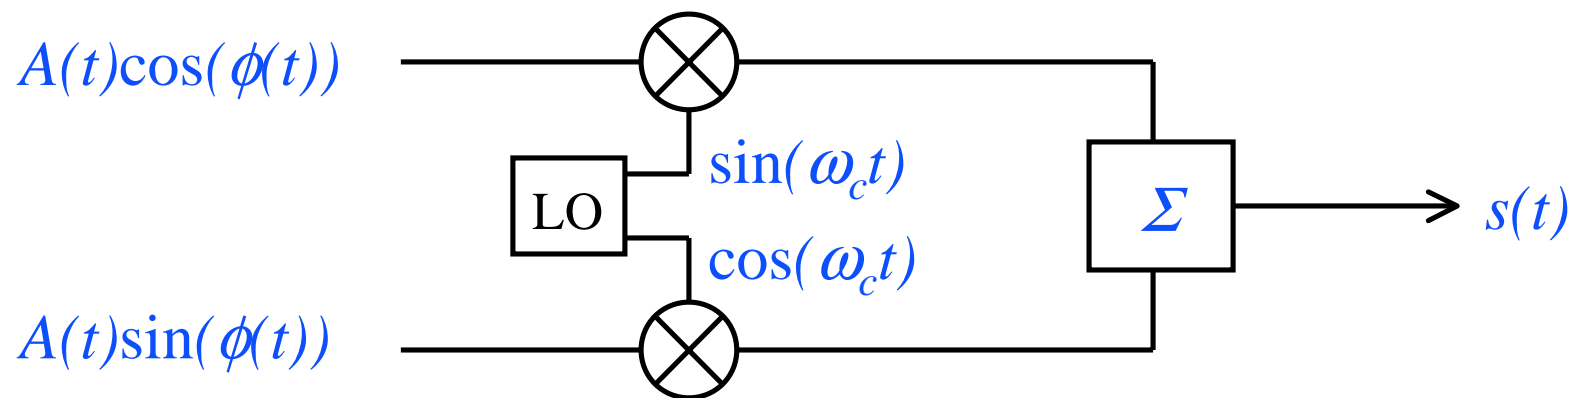 A(t)cos(ϕ(t))
sin(ω_c t)
LO
Σ
s(t)
cos(ω_c t)
A(t)sin(ϕ(t))